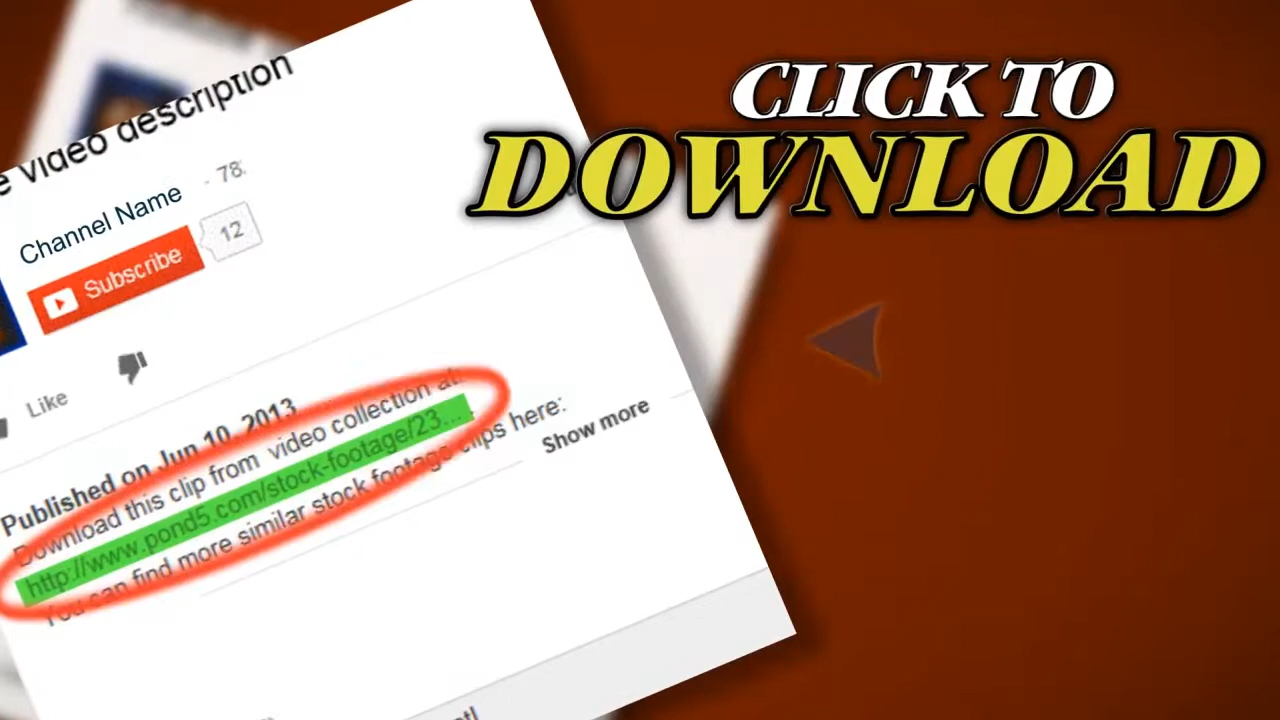 CLICK TO
DOWNLOAD
video description
Channel Name
Subscribe
12
Like
Published on Jun 10, 2013
Download this clip from video collection at
http://www.pond5.com/stock-footage/23...
You can find more similar stock footage clips here:
Show more